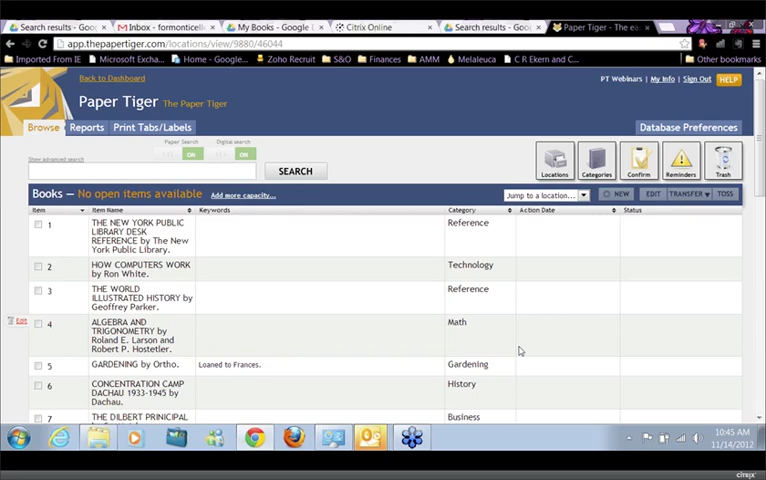 Search results - Goo
Inbox - formonticell
My Books - Google
Citrix Online
Search results - Goo
Paper Tiger - The ea
app.thepapertiger.com/locations/view/9880/46044
Imported From IE
Microsoft Excha...
Home - Google...
Zoho Recruit
S&O
Finances
AMM
Melaleuca
C R Ekern and C...
Other bookmarks
Back to Dashboard
PT Webinars | My Info | Sign Out HELP
Paper Tiger The Paper Tiger
Browse Reports Print Tabs/Labels Database Preferences
Paper Search Digital search
ON ON
Show advanced search
SEARCH
Locations Categories Confirm Reminders Trash
Books — No open items available Add more capacity... Jump to a location... NEW EDIT TRANSFER TOSS
Item Item Name Keywords Category Action Date Status
1 THE NEW YORK PUBLIC Reference
LIBRARY DESK
REFERENCE by The New
York Public Library.
2 HOW COMPUTERS WORK Technology
by Ron White.
3 THE WORLD Reference
ILLUSTRATED HISTORY by
Geoffrey Parker.
Edit 4 ALGEBRA AND Math
TRIGONOMETRY by
Roland E. Larson and
Robert P. Hostetler.
5 GARDENING by Ortho. Loaned to Frances. Gardening
6 CONCENTRATION CAMP History
DACHAU 1933-1945 by
Dachau.
7 THE DILBERT PRINICIPAL Business
10:45 AM
11/14/2012
citrix